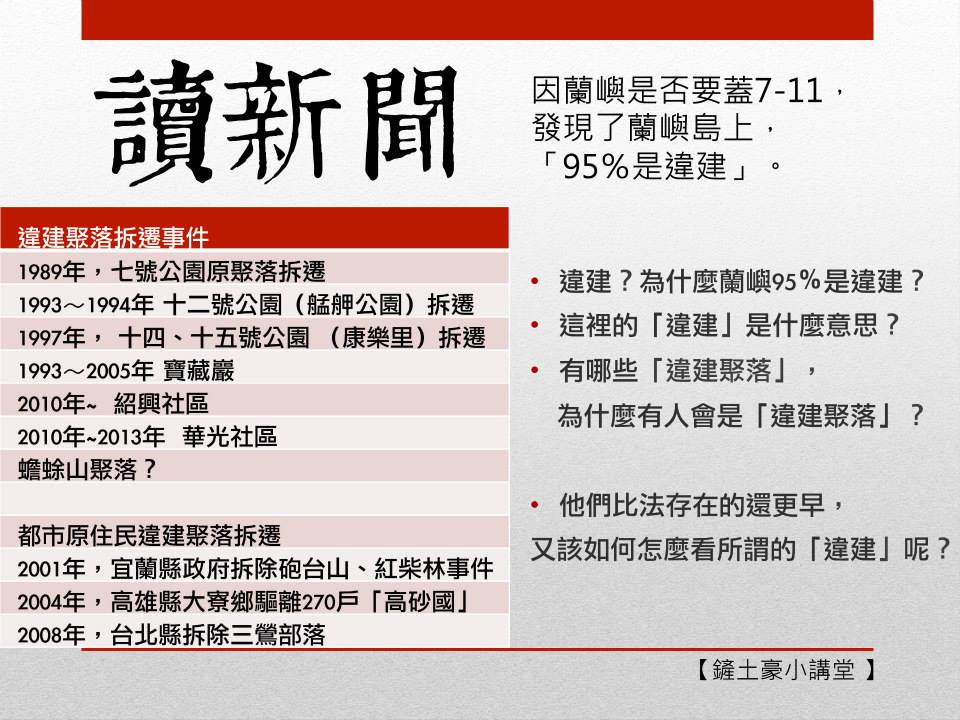 讀新聞
因蘭嶼是否要蓋7-11，
發現了蘭嶼島上，
「95%是違建」。
違建聚落拆遷事件
1989年，七號公園原聚落拆遷
1993～1994年 十二號公園（艋舺公園）拆遷
1997年， 十四、十五號公園 （康樂里）拆遷
1993～2005年 寶藏巖
2010年~ 紹興社區
2010年~2013年 華光社區
蟾蜍山聚落？
都市原住民違建聚落拆遷
2001年，宜蘭縣政府拆除砲台山、紅柴林事件
2004年，高雄縣大寮鄉驅離270戶「高砂國」
2008年，台北縣拆除三鶯部落
• 違建？為什麼蘭嶼95%是違建？
• 這裡的「違建」是什麼意思？
• 有哪些「違建聚落」，
為什麼有人會是「違建聚落」？
• 他們比法存在的還更早，
又該如何怎麼看所謂的「違建」呢？
【鏟土豪小講堂 】